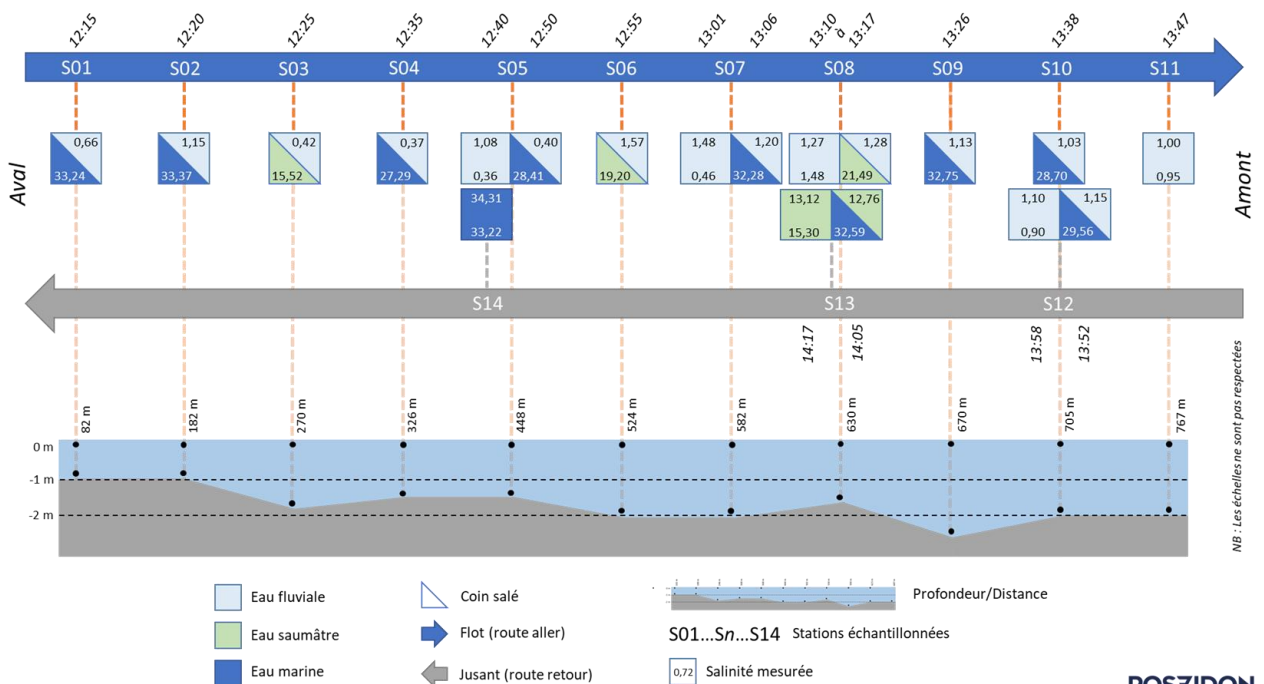 12:15 12:20 12:25 12:35 12:40 12:50 12:55 13:01 13:06 13:10 à 13:17 13:26 13:38 13:47
S01 S02 S03 S04 S05 S06 S07 S08 S09 S10 S11
Aval
Amont
0,66 1,15 0,42 0,37 1,08 0,40 1,57 1,48 1,20 1,27 1,28 1,13 1,03 1,00
33,24 33,37 15,52 27,29 0,36 28,41 19,20 0,46 32,28 1,48 21,49 32,75 28,70 0,95
34,31 13,12 12,76 1,10 1,15
33,22 15,30 32,59 0,90 29,56
S14 S13 S12
14:17 14:05 13:58 13:52
NB : Les échelles ne sont pas respectées
82 m 182 m 270 m 326 m 448 m 524 m 582 m 630 m 670 m 705 m 767 m
0 m
-1 m
-2 m
Eau fluviale
Eau saumâtre
Eau marine
Coin salé
Flot (route aller)
Jusant (route retour)
Profondeur/Distance
S01...Sn...S14 Stations échantillonnées
0,72 Salinité mesurée